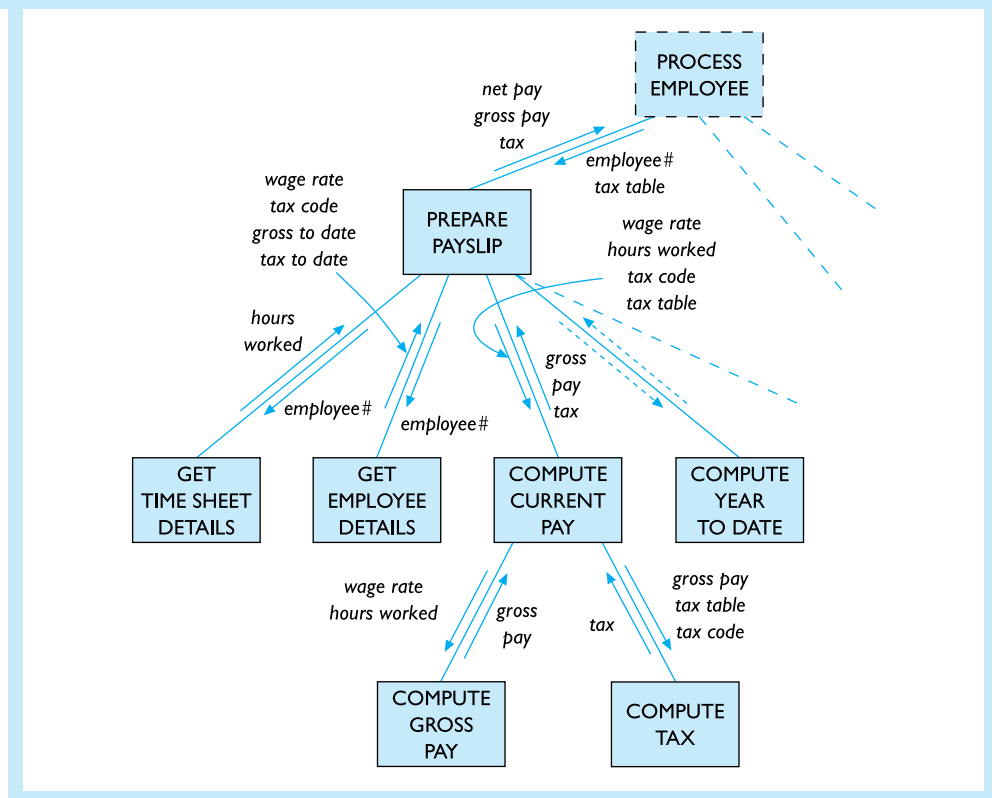 PROCESS
EMPLOYEE
net pay
gross pay
tax
employee#
tax table
wage rate
tax code
gross to date
tax to date
PREPARE
PAYSLIP
wage rate
hours worked
tax code
tax table
hours
worked
employee#
employee#
gross
pay
tax
GET
TIME SHEET
DETAILS
GET
EMPLOYEE
DETAILS
COMPUTE
CURRENT
PAY
COMPUTE
YEAR
TO DATE
wage rate
hours worked
gross
pay
tax
gross pay
tax table
tax code
COMPUTE
GROSS
PAY
COMPUTE
TAX